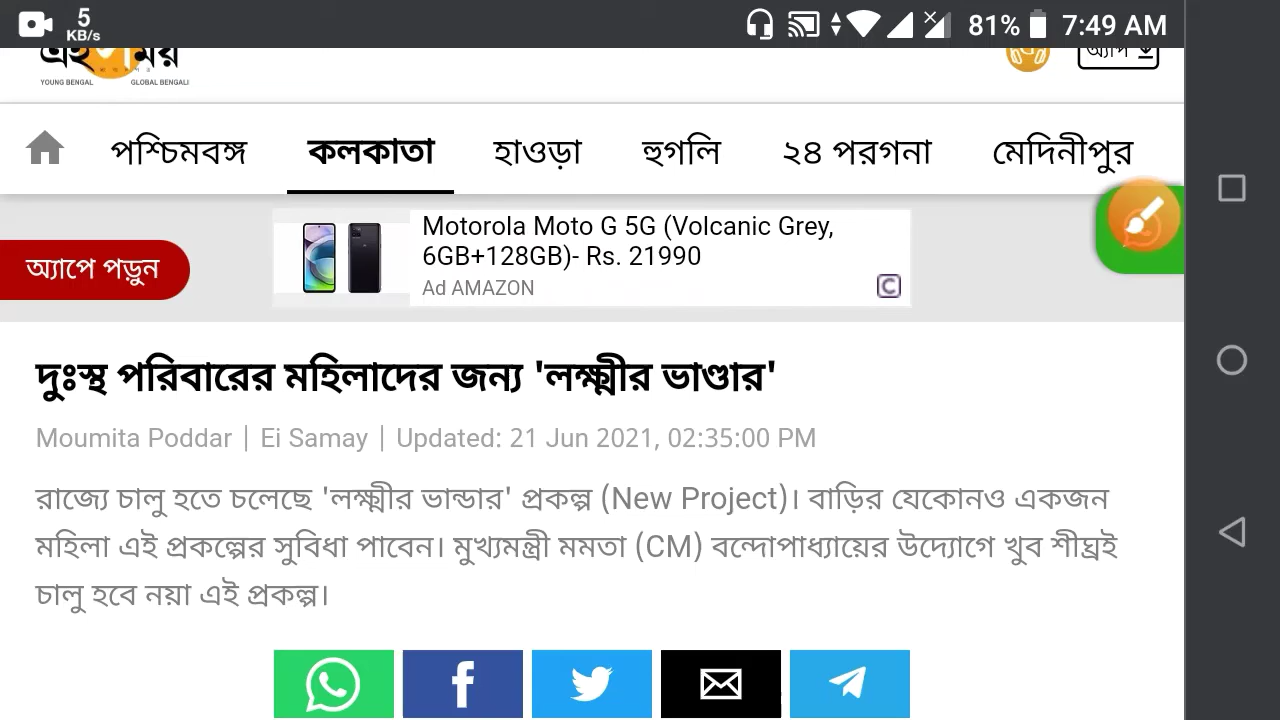 5
KB/s
81% 7:49 AM
YOUNG BENGAL GLOBAL BENGALI
অ্যাপ
পশ্চিমবঙ্গ কলকাতা হাওড়া হুগলি ২৪ পরগনা মেদিনীপুর
Motorola Moto G 5G (Volcanic Grey,
6GB+128GB)- Rs. 21990
Ad AMAZON
C
অ্যাপে পড়ুন
দুঃস্থ পরিবারের মহিলাদের জন্য 'লক্ষ্মীর ভাণ্ডার'
Moumita Poddar | Ei Samay | Updated: 21 Jun 2021, 02:35:00 PM
রাজ্যে চালু হতে চলেছে 'লক্ষ্মীর ভান্ডার' প্রকল্প (New Project)। বাড়ির যেকোনও একজন
মহিলা এই প্রকল্পের সুবিধা পাবেন। মুখ্যমন্ত্রী মমতা (CM) বন্দোপাধ্যায়ের উদ্যোগে খুব শীঘ্রই
চালু হবে নয়া এই প্রকল্প।